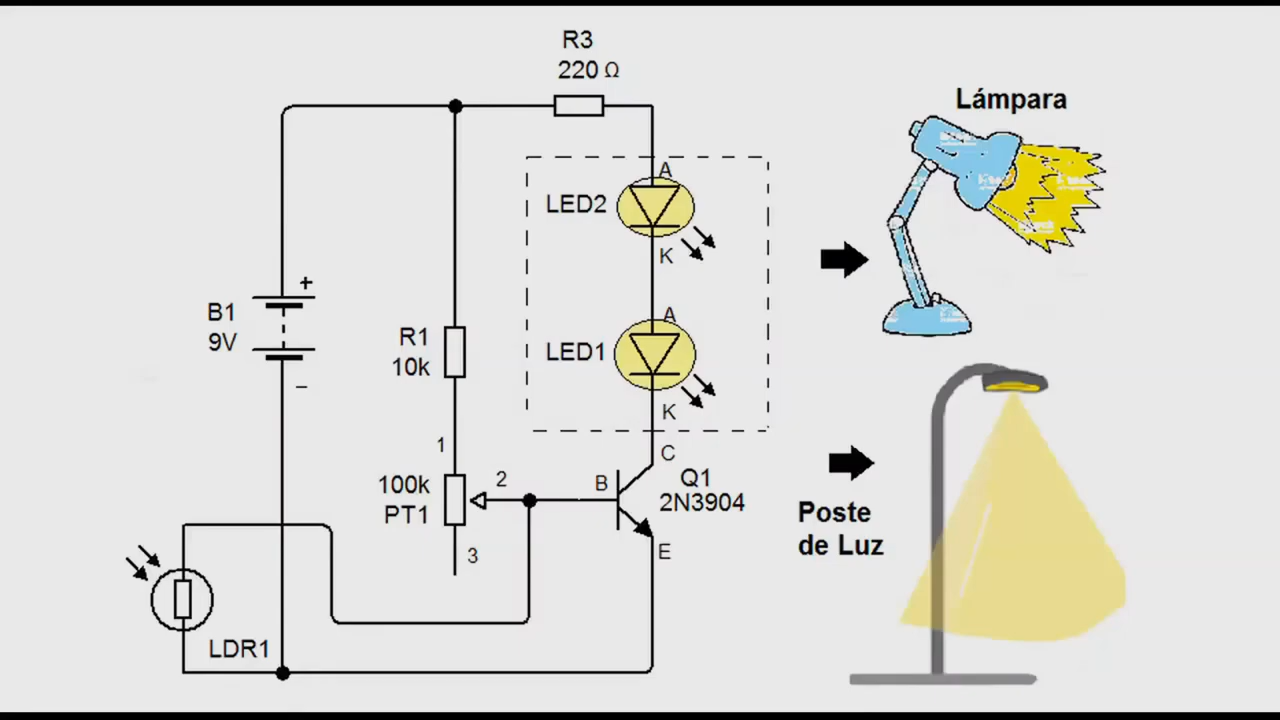 R3
220 Ω
Lámpara
A
LED2
K
+
B1
9V
−
A
R1
10k
LED1
K
1
C
B
Q1
2N3904
100k
PT1
2
3
E
Poste
de Luz
LDR1